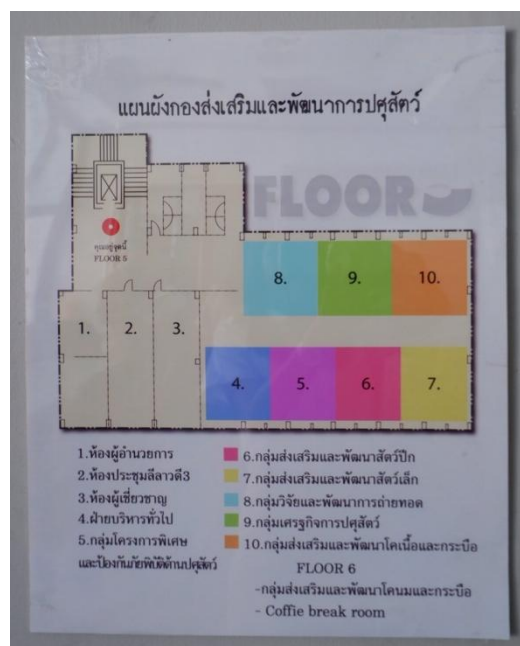 แผนผังกองส่งเสริมและพัฒนาการปศุสัตว์
FLOOR 5
คุณอยู่จุดนี้
FLOOR 5
8.
9.
10.
1.
2.
3.
4.
5.
6.
7.
1.ห้องผู้อำนวยการ
2.ห้องประชุมลีลาวดี3
3.ห้องผู้เชี่ยวชาญ
4.ฝ่ายบริหารทั่วไป
5.กลุ่มโครงการพิเศษ
และป้องกันภัยพิบัติด้านปศุสัตว์
6.กลุ่มส่งเสริมและพัฒนาสัตว์ปีก
7.กลุ่มส่งเสริมและพัฒนาสัตว์เล็ก
8.กลุ่มวิจัยและพัฒนาการถ่ายทอด
9.กลุ่มเศรฐกิจการปศุสัตว์
10.กลุ่มส่งเสริมและพัฒนาโคเนื้อและกระบือ
FLOOR 6
-กลุ่มส่งเสริมและพัฒนาโคนมและกระบือ
- Coffie break room